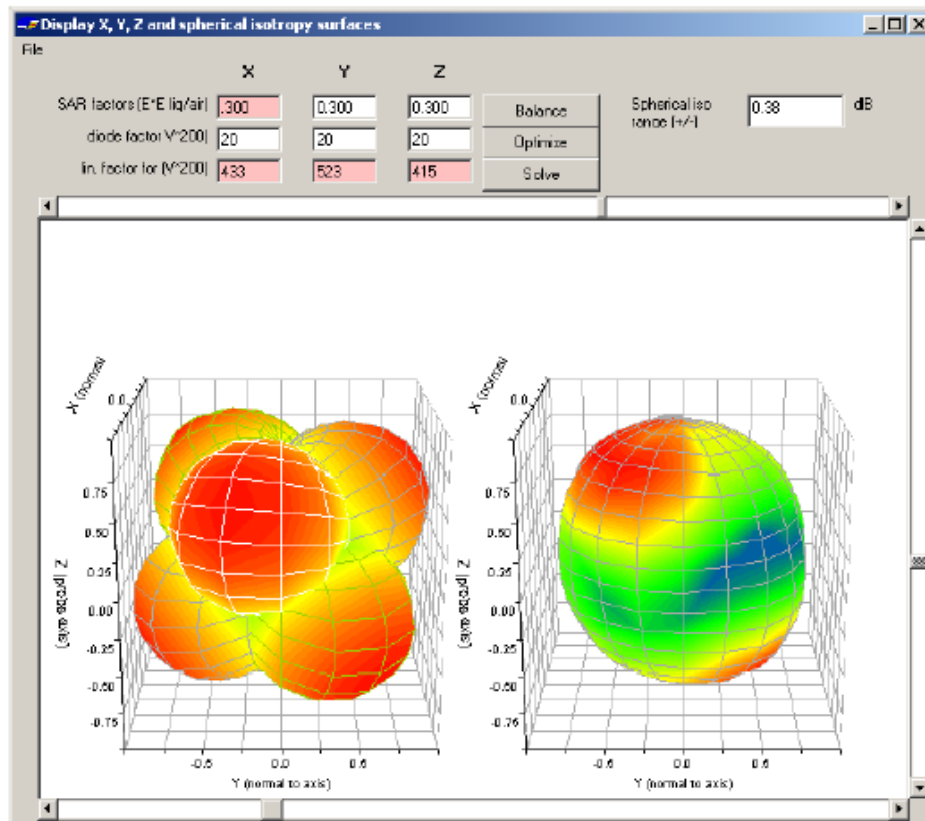 Display X, Y, Z and spherical isotropy surfaces
File
X Y Z
SAR factors (E*E liq/air) .300 0.300 0.300 Balance Spherical iso range (+/-) 0.38 dB
diode factor V*200) 20 20 20 Optimize
lin. factor for (V*200) 433 523 415 Solve
X (normal
0.0
0.75
0.50
0.25
0.00
-0.25
-0.50
-0.75
Z (probe axis)
-0.6 0.0 0.6
Y (normal to axis)
X (normal
0.0
0.75
0.50
0.25
0.00
-0.25
-0.50
-0.75
Z (probe axis)
-0.6 0.0 0.6
Y (normal to axis)